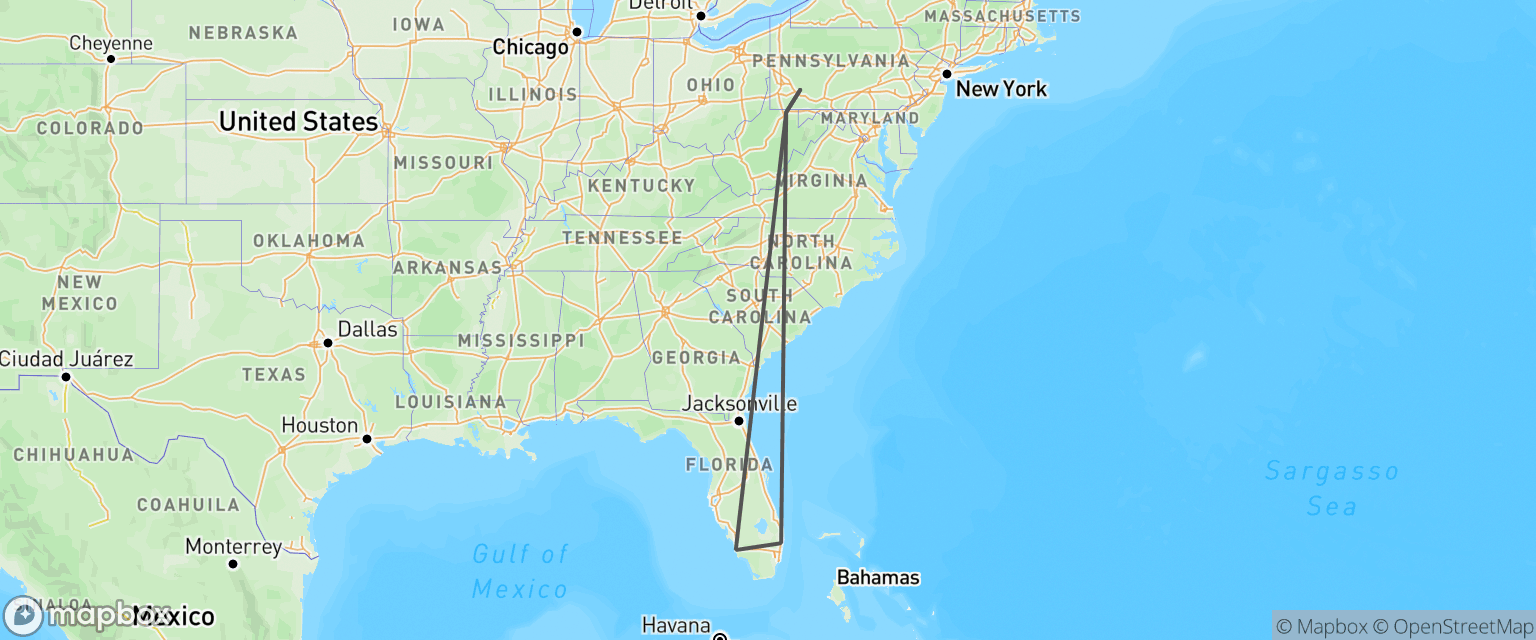 Detroit
MASSACHUSETTS
IOWA
NEBRASKA
Cheyenne
Chicago
PENNSYLVANIA
OHIO
New York
ILLINOIS
United States
COLORADO
MARYLAND
MISSOURI
KENTUCKY
VIRGINIA
OKLAHOMA
TENNESSEE
NORTH
CAROLINA
ARKANSAS
NEW
MEXICO
SOUTH
CAROLINA
Dallas
MISSISSIPPI
GEORGIA
Ciudad Juárez
TEXAS
LOUISIANA
Jacksonville
Houston
CHIHUAHUA
FLORIDA
Sargasso
Sea
COAHUILA
Monterrey
Gulf of
Mexico
Bahamas
SINALOA
mapbox
Mexico
Havana
© Mapbox © OpenStreetMap